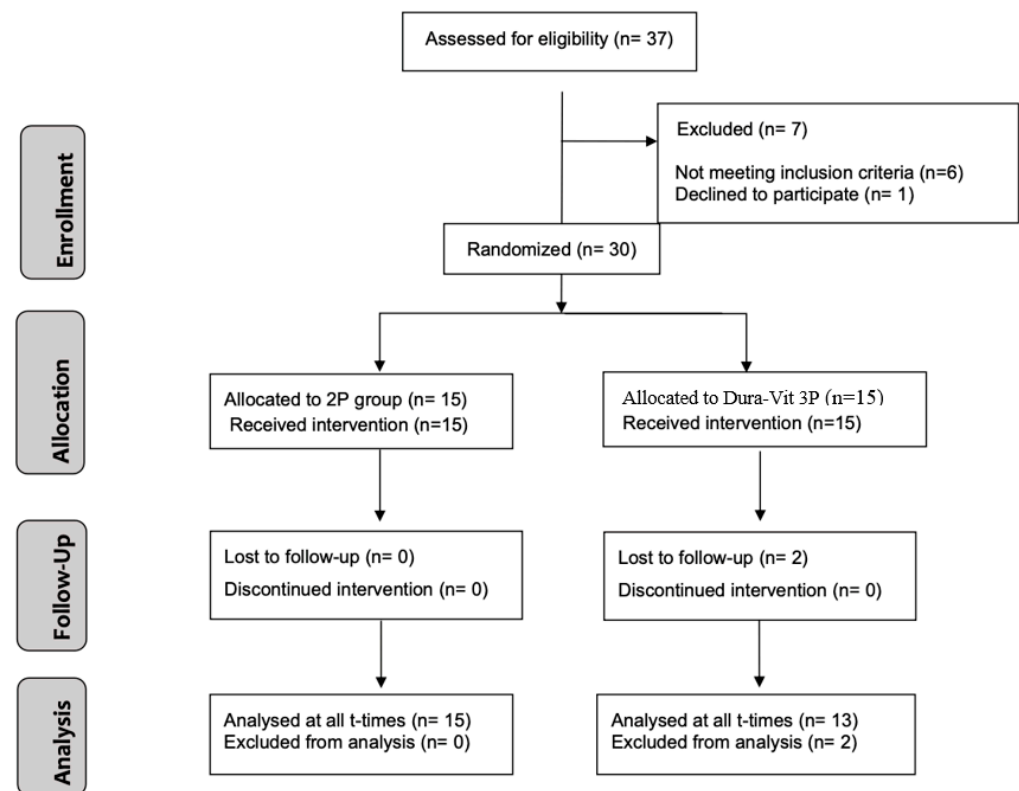 Assessed for eligibility (n= 37)
Enrollment
Excluded (n= 7)
Not meeting inclusion criteria (n=6)
Declined to participate (n= 1)
Randomized (n= 30)
Allocation
Allocated to 2P group (n= 15)
Received intervention (n=15)
Allocated to Dura-Vit 3P (n=15)
Received intervention (n=15)
Follow-Up
Lost to follow-up (n= 0)
Discontinued intervention (n= 0)
Lost to follow-up (n= 2)
Discontinued intervention (n= 0)
Analysis
Analysed at all t-times (n= 15)
Excluded from analysis (n= 0)
Analysed at all t-times (n= 13)
Excluded from analysis (n= 2)